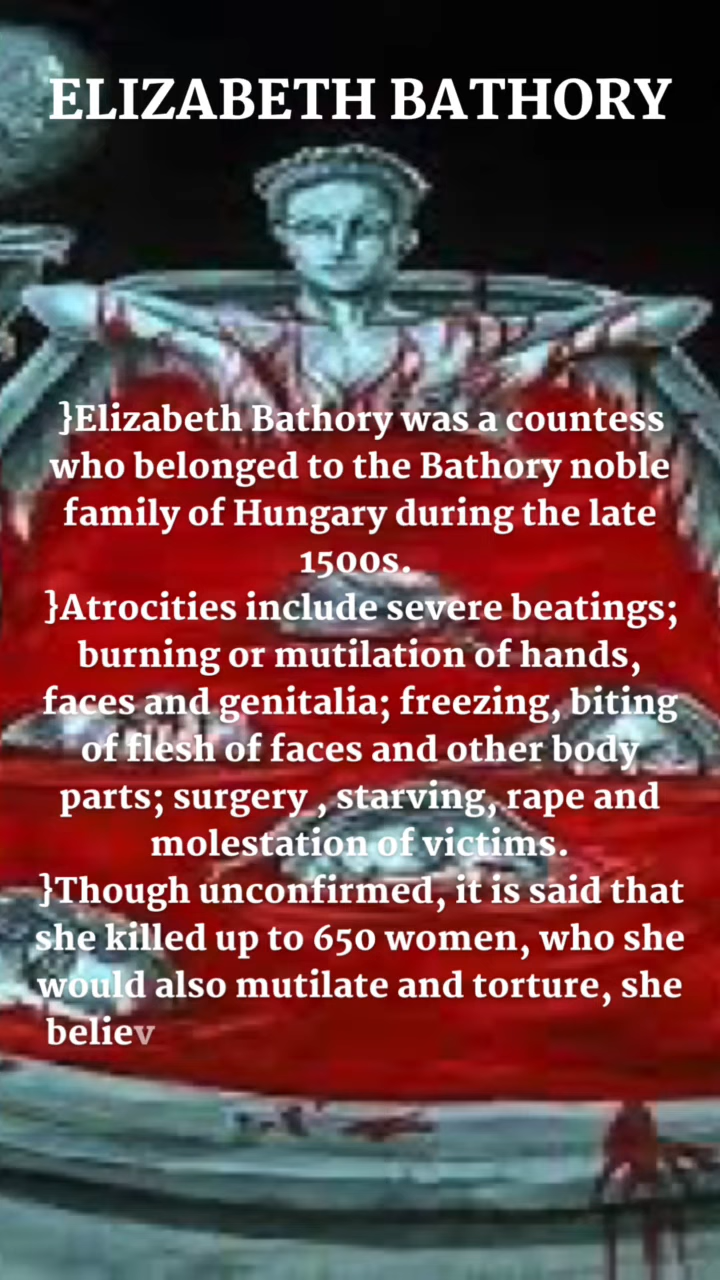 ELIZABETH BATHORY
}Elizabeth Bathory was a countess
who belonged to the Bathory noble
family of Hungary during the late
1500s.
}Atrocities include severe beatings;
burning or mutilation of hands,
faces and genitalia; freezing, biting
of flesh of faces and other body
parts; surgery , starving, rape and
molestation of victims.
}Though unconfirmed, it is said that
she killed up to 650 women, who she
would also mutilate and torture, she
believ